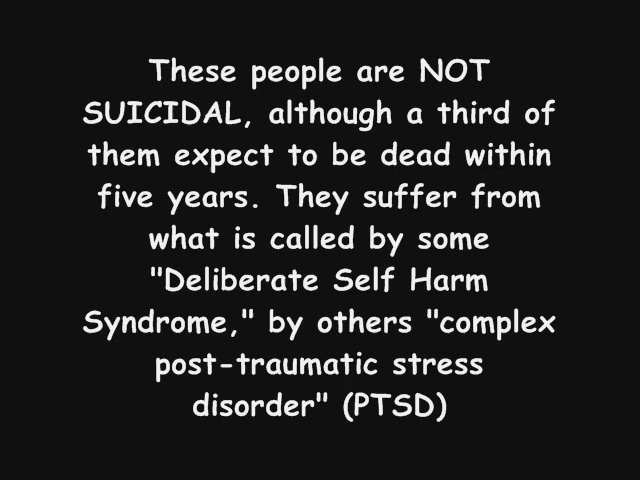 These people are NOT
SUICIDAL, although a third of
them expect to be dead within
five years. They suffer from
what is called by some
"Deliberate Self Harm
Syndrome," by others "complex
post-traumatic stress
disorder" (PTSD)